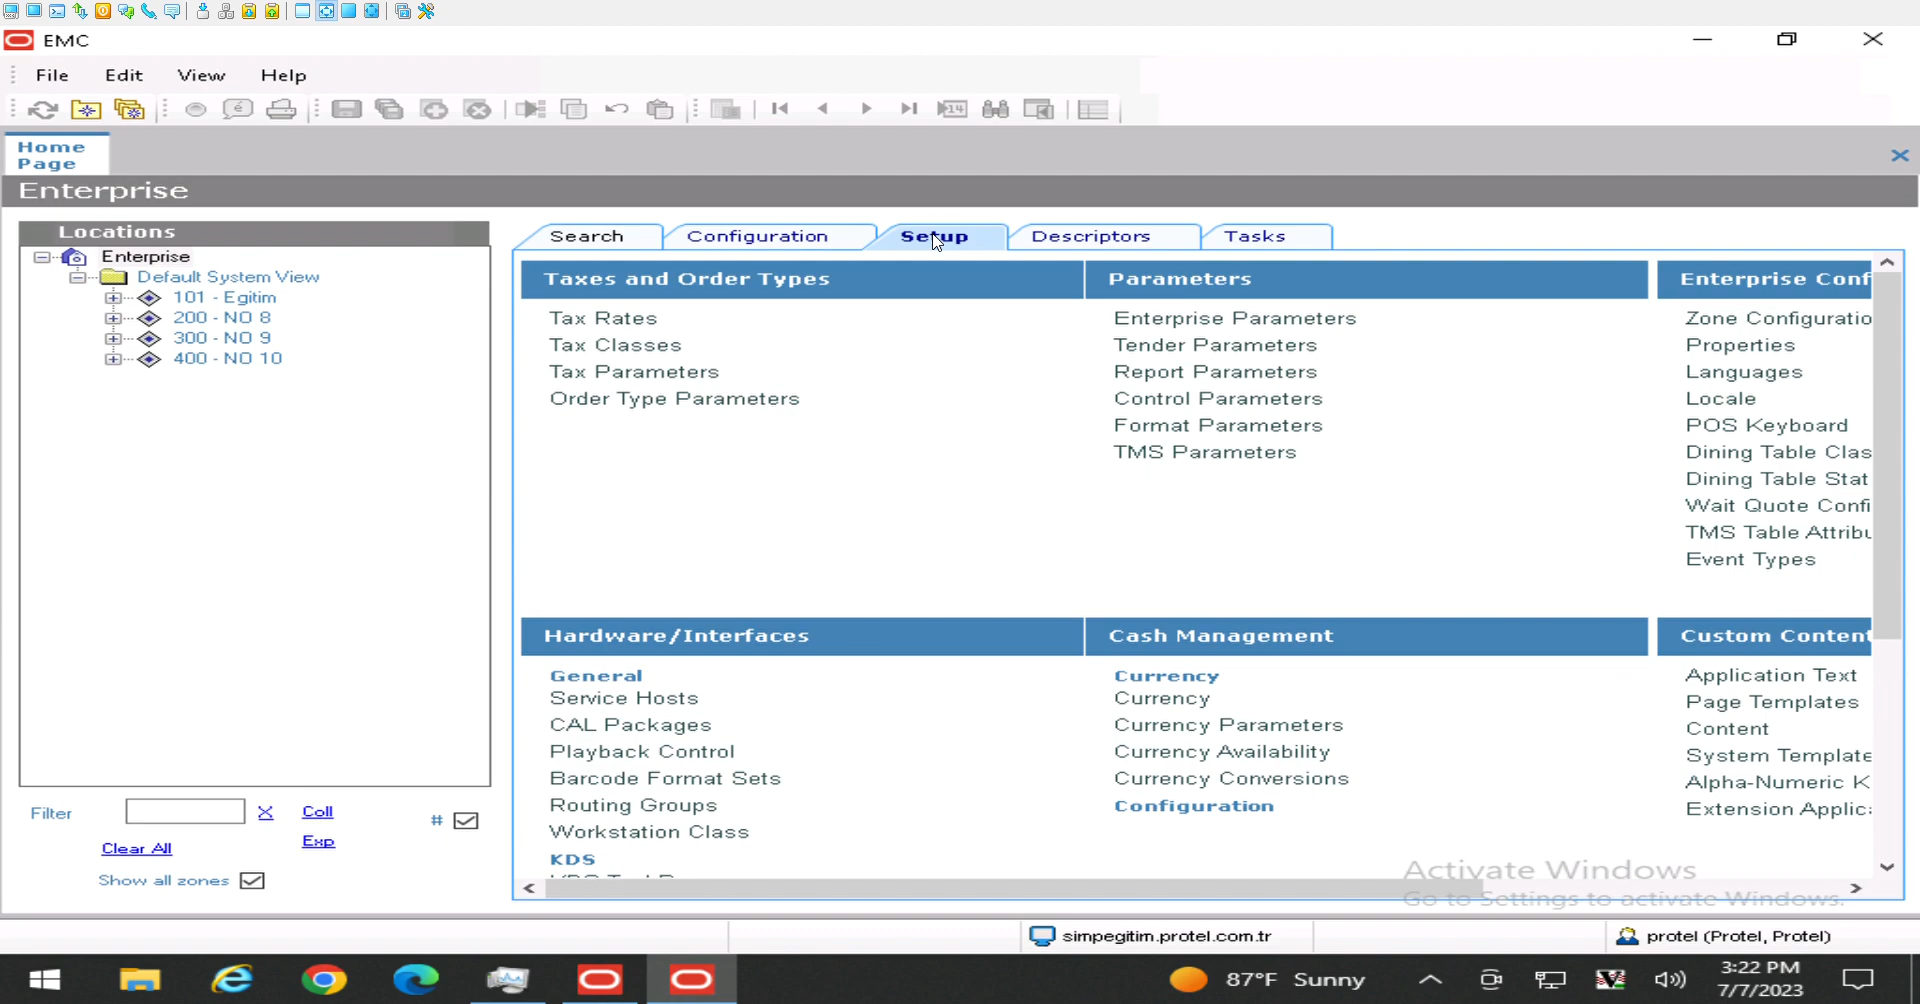 EMC
File Edit View Help
14
Home
Page
Enterprise
Locations
Enterprise
Default System View
101 - Egitim
200 - NO 8
300 - NO 9
400 - NO 10
Filter
X
Coll
#
Clear All
Exp
Show all zones
Search Configuration Setup Descriptors Tasks
Taxes and Order Types
Tax Rates
Tax Classes
Tax Parameters
Order Type Parameters
Parameters
Enterprise Parameters
Tender Parameters
Report Parameters
Control Parameters
Format Parameters
TMS Parameters
Enterprise Conf
Zone Configuratio
Properties
Languages
Locale
POS Keyboard
Dining Table Clas
Dining Table Stat
Wait Quote Confi
TMS Table Attribu
Event Types
Hardware/Interfaces
General
Service Hosts
CAL Packages
Playback Control
Barcode Format Sets
Routing Groups
Workstation Class
KDS
Cash Management
Currency
Currency
Currency Parameters
Currency Availability
Currency Conversions
Configuration
Custom Content
Application Text
Page Templates
Content
System Template
Alpha-Numeric K
Extension Applic
Activate Windows
Go to Settings to activate Windows.
simpegitim.protel.com.tr
protel (Protel, Protel)
87°F Sunny
3:22 PM
7/7/2023